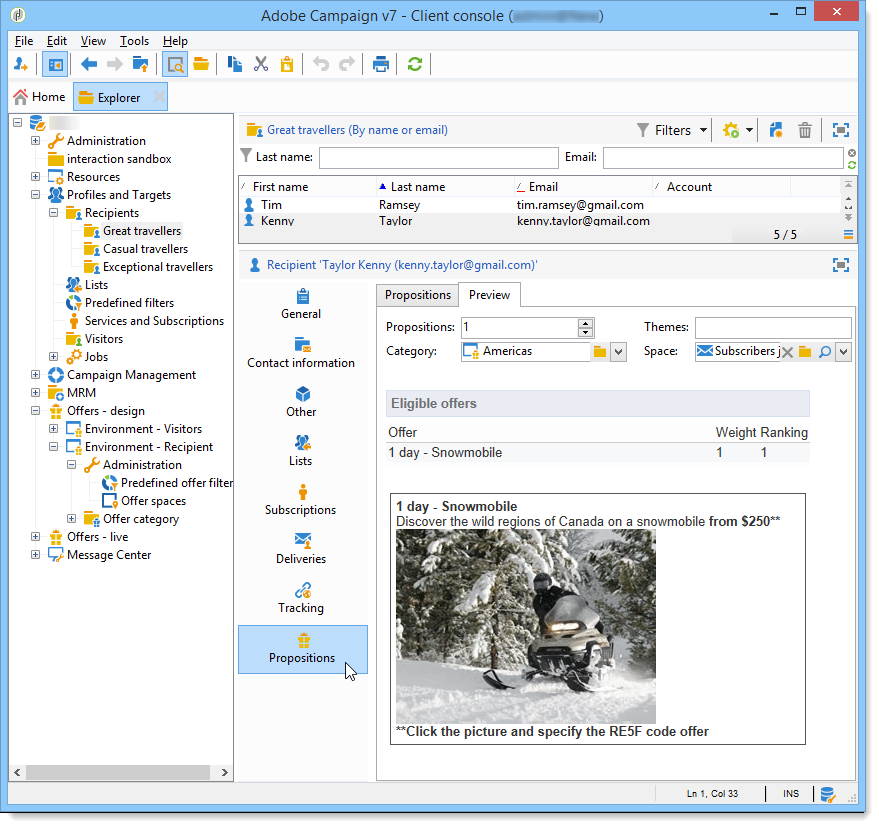 Adobe Campaign v7 - Client console (
)
File Edit View Tools Help
Home Explorer
Administration
interaction sandbox
Resources
Profiles and Targets
Recipients
Great travellers
Casual travellers
Exceptional travellers
Lists
Predefined filters
Services and Subscriptions
Visitors
Jobs
Campaign Management
MRM
Offers - design
Environment - Visitors
Environment - Recipient
Administration
Predefined offer filter
Offer spaces
Offer category
Offers - live
Message Center
Great travellers (By name or email)
Filters
Last name: Email:
First name Last name Email Account
Tim Ramsey tim.ramsey@gmail.com
Kenny Taylor kenny.taylor@gmail.com
5 / 5
Recipient 'Taylor Kenny (kenny.taylor@gmail.com)'
General
Contact information
Other
Lists
Subscriptions
Deliveries
Tracking
Propositions
Propositions Preview
Propositions: 1 Themes:
Category: Americas Space: Subscribers j
Eligible offers
Offer Weight Ranking
1 day - Snowmobile 1 1
1 day - Snowmobile
Discover the wild regions of Canada on a snowmobile from $250**
**Click the picture and specify the RE5F code offer
Ln 1, Col 33 INS